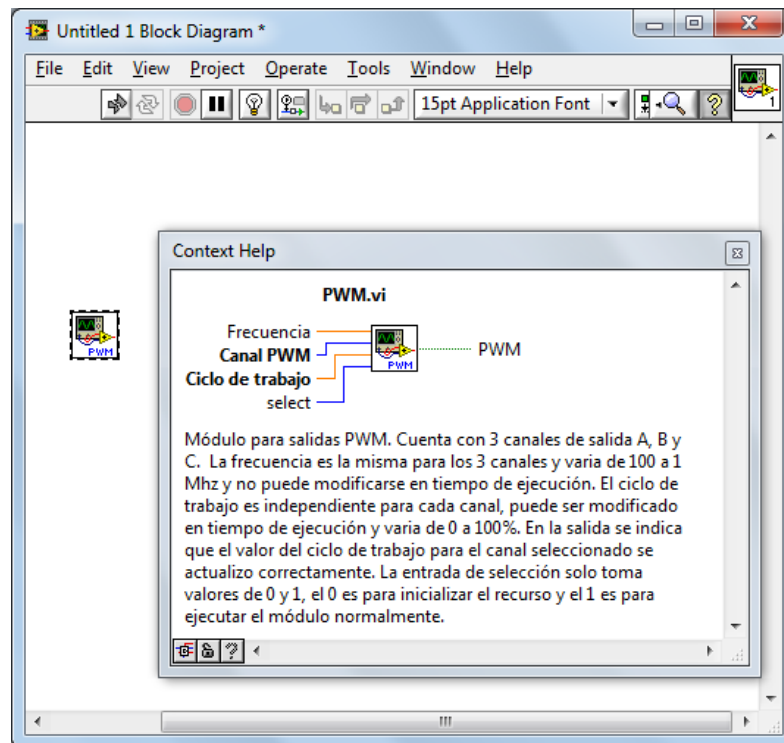 Untitled 1 Block Diagram *
File Edit View Project Operate Tools Window Help
15pt Application Font
1
Context Help
PWM.vi
Frecuencia
Canal PWM
Ciclo de trabajo
select
PWM
PWM
PWM
Módulo para salidas PWM. Cuenta con 3 canales de salida A, B y
C. La frecuencia es la misma para los 3 canales y varia de 100 a 1
Mhz y no puede modificarse en tiempo de ejecución. El ciclo de
trabajo es independiente para cada canal, puede ser modificado
en tiempo de ejecución y varia de 0 a 100%. En la salida se indica
que el valor del ciclo de trabajo para el canal seleccionado se
actualizo correctamente. La entrada de selección solo toma
valores de 0 y 1, el 0 es para inicializar el recurso y el 1 es para
ejecutar el módulo normalmente.